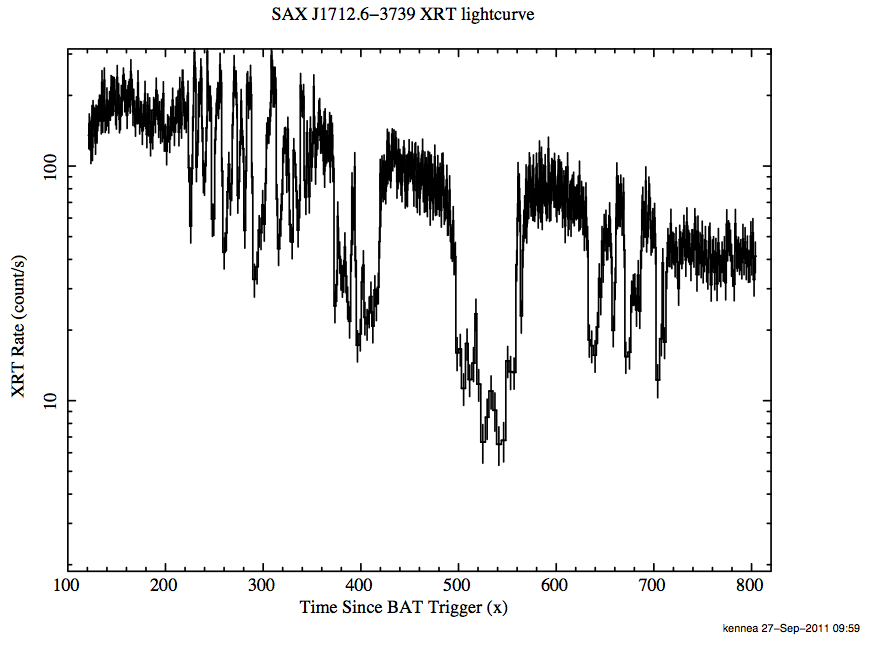 SAX J1712.6−3739 XRT lightcurve
100
10
XRT Rate (count/s)
100 200 300 400 500 600 700 800
Time Since BAT Trigger (x)
kennea 27−Sep−2011 09:59